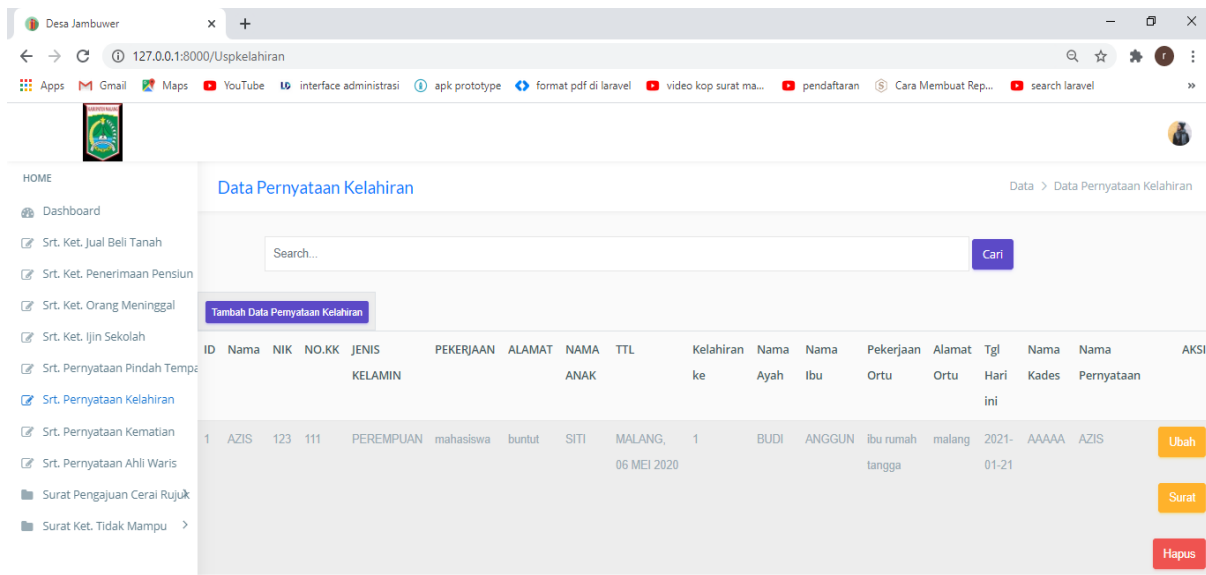 Desa Jambuwer
127.0.0.1:8000/Uspkelahiran
r
Apps Gmail Maps YouTube interface administrasi apk prototype format pdf di laravel video kop surat ma... pendaftaran Cara Membuat Rep... search laravel »
HOME
Data Pernyataan Kelahiran
Data > Data Pernyataan Kelahiran
Dashboard
Srt. Ket. Jual Beli Tanah
Srt. Ket. Penerimaan Pensiun
Srt. Ket. Orang Meninggal
Srt. Ket. Ijin Sekolah
Srt. Pernyataan Pindah Tempa
Srt. Pernyataan Kelahiran
Srt. Pernyataan Kematian
Srt. Pernyataan Ahli Waris
Surat Pengajuan Cerai Rujuk
Surat Ket. Tidak Mampu
Search...
Cari
Tambah Data Pernyataan Kelahiran
ID Nama NIK NO.KK JENIS PEKERJAAN ALAMAT NAMA TTL Kelahiran Nama Nama Pekerjaan Alamat Tgl Nama Nama AKSI
KELAMIN ANAK ke Ayah Ibu Ortu Ortu Hari Kades Pernyataan
ini
1 AZIS 123 111 PEREMPUAN mahasiswa buntut SITI MALANG, 1 BUDI ANGGUN ibu rumah malang 2021- AAAAA AZIS Ubah
06 MEI 2020 tangga 01-21
Surat
Hapus